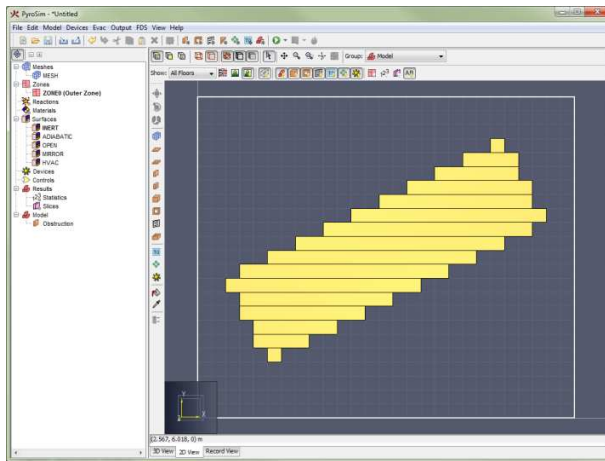 PyroSim - *Untitled
File Edit Model Devices Evac Output FDS View Help
Group: Model
Show: All Floors
Meshes
MESH
Zones
ZONE0 (Outer Zone)
Reactions
Materials
Surfaces
INERT
ADIABATIC
OPEN
MIRROR
HVAC
Devices
Controls
Results
Statistics
Slices
Model
Obstruction
Y
X
(2.567, 6.018, 0) m
3D View 2D View Record View